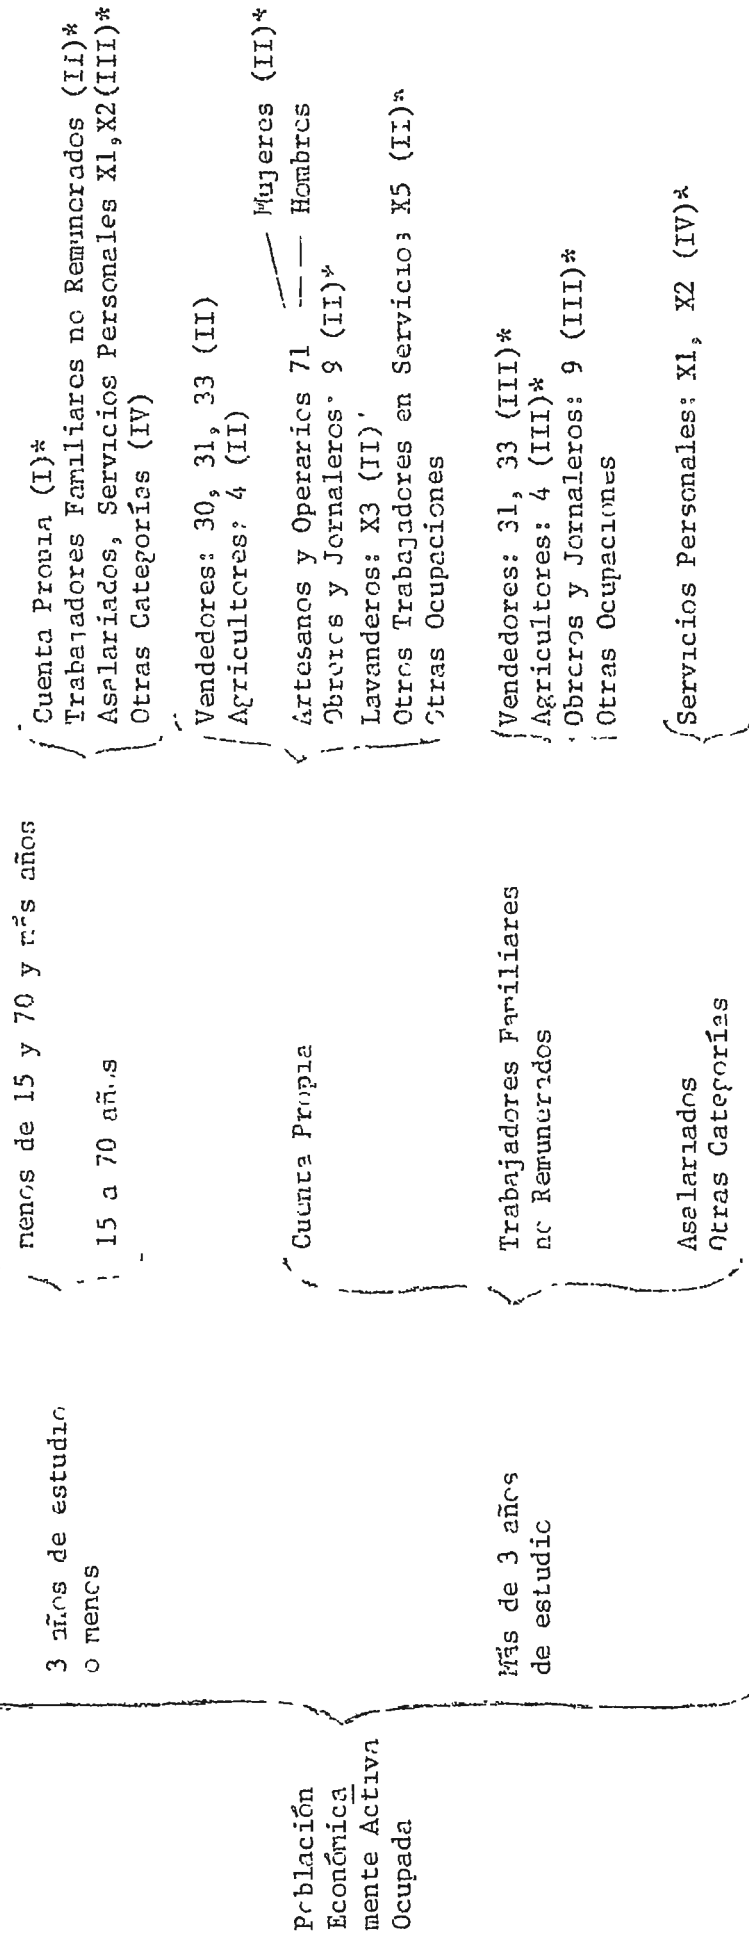 Población
Económica
mente Activa
Ocupada
3 años de estudio
o menos
Más de 3 años
de estudio
menos de 15 y 70 y más años
15 a 70 años
Cuenta Propia
Trabajadores Familiares
no Remunerados
Asalariados
Otras Categorías
Cuenta Propia (I)*
Trabajadores Familiares no Remunerados (II)*
Asalariados, Servicios Personales X1,X2(III)*
Otras Categorías (IV)
Vendedores: 30, 31, 33 (II)
Agricultores: 4 (II)
Artesanos y Operarios 71
Mujeres (II)*
Hombres
Obreros y Jornaleros: 9 (II)*
Lavanderos: X3 (II)'
Otros Trabajadores en Servicios X5 (II)*
Otras Ocupaciones
Vendedores: 31, 33 (III)*
Agricultores: 4 (III)*
Obreros y Jornaleros: 9 (III)*
Otras Ocupaciones
Servicios Personales: X1, X2 (IV)*